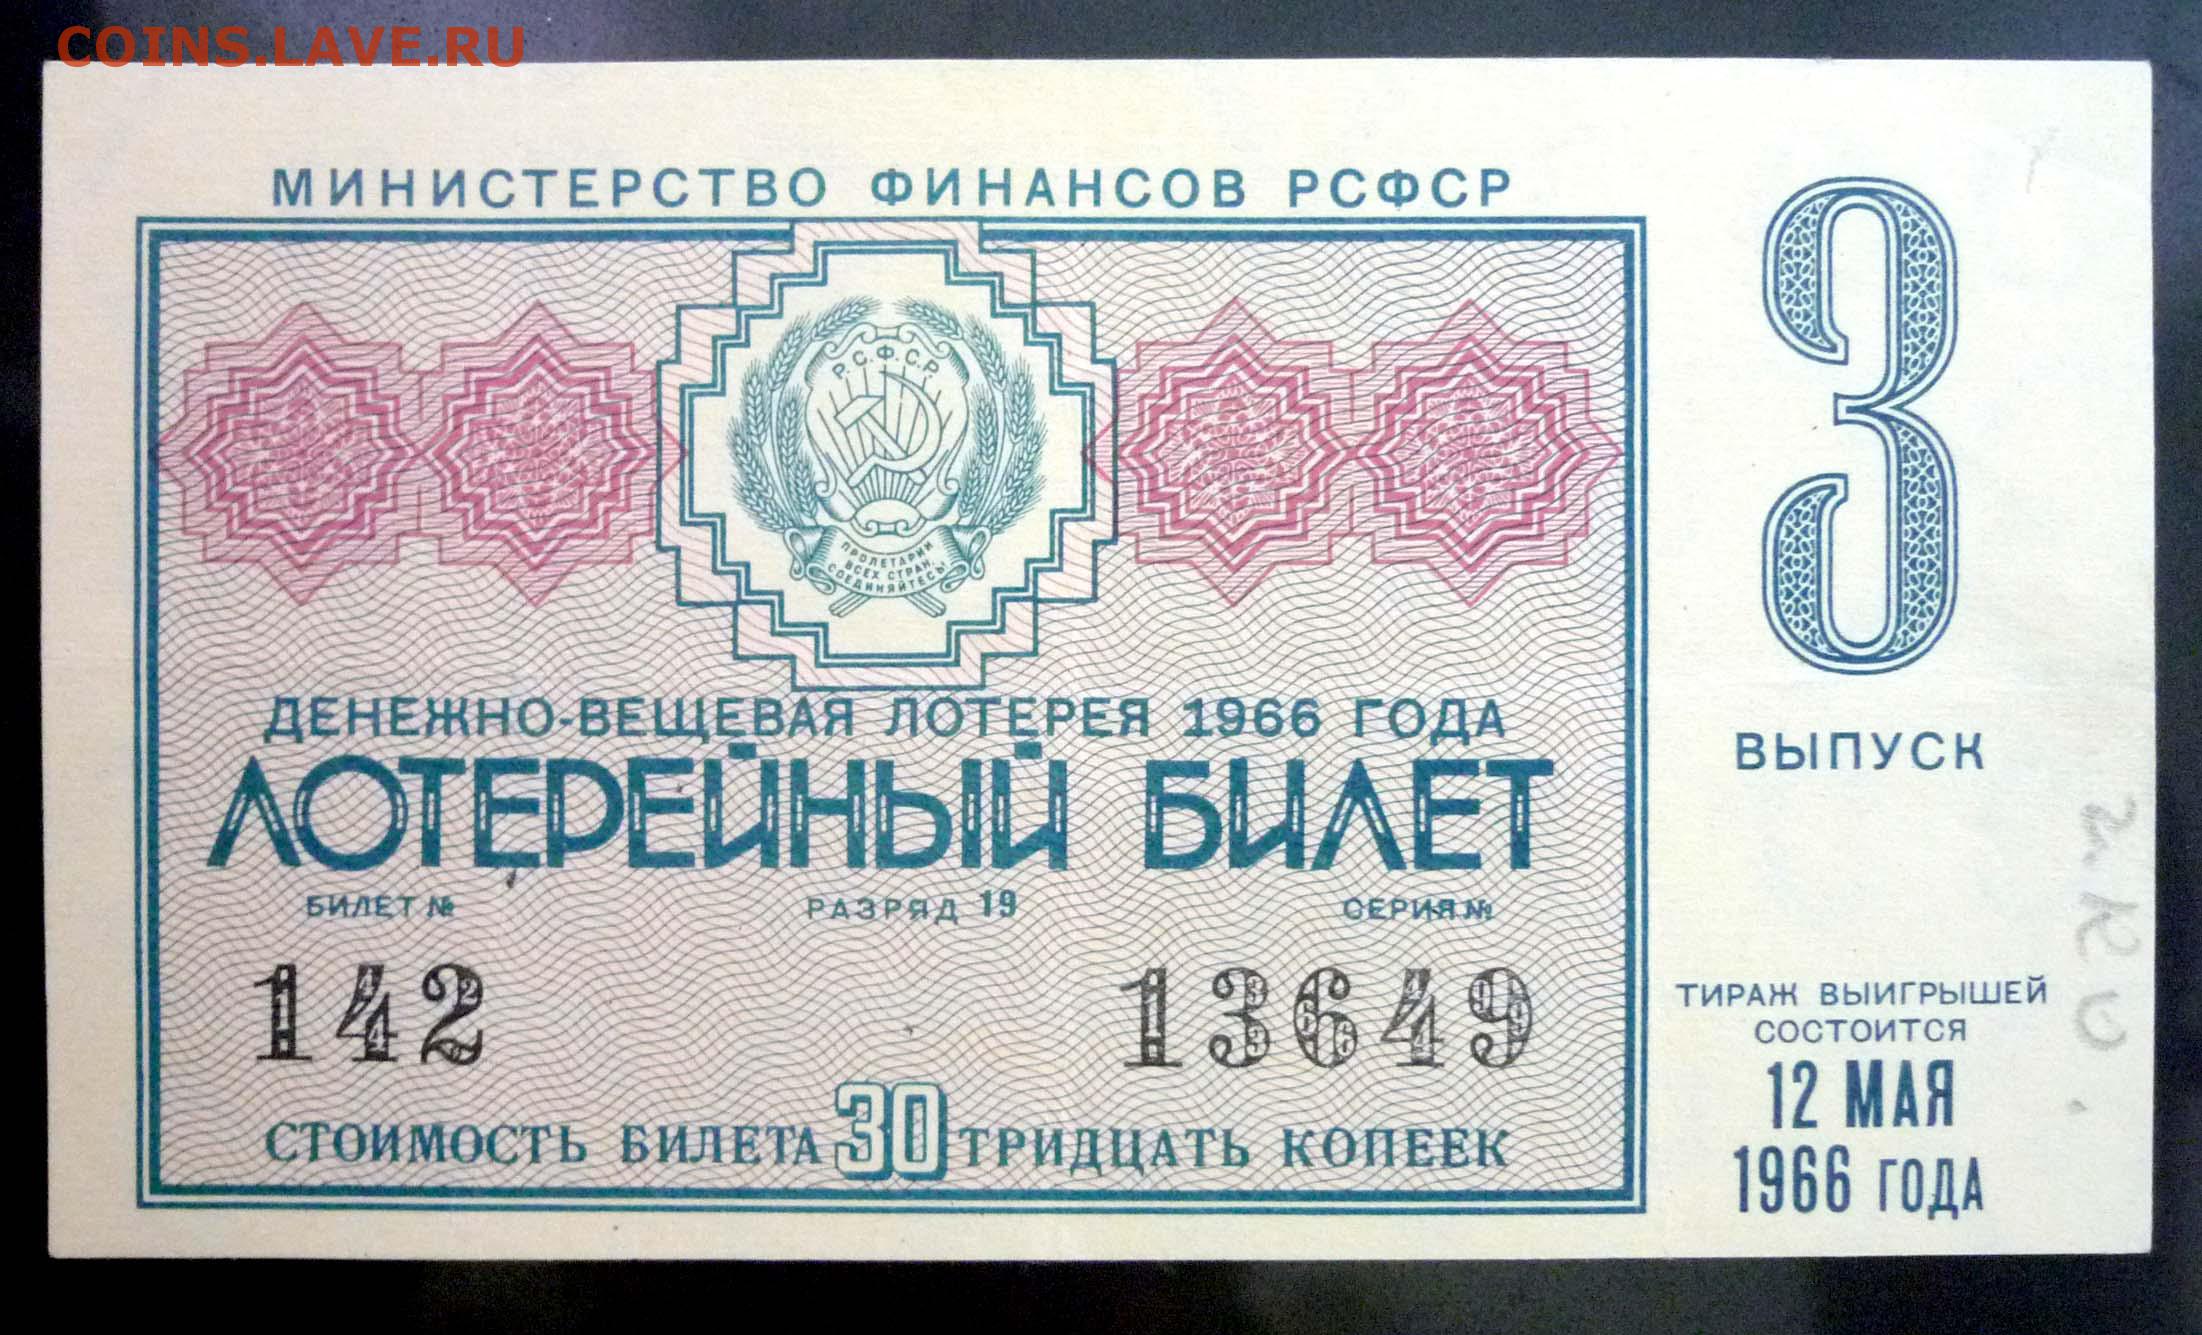 COINS.LAVE.RU
МИНИСТЕРСТВО ФИНАНСОВ РСФСР
Р.С.Ф.С.Р.
ПРОЛЕТАРИИ
ВСЕХ СТРАН,
СОЕДИНЯЙТЕСЬ!
ДЕНЕЖНО-ВЕЩЕВАЯ ЛОТЕРЕЯ 1966 ГОДА
ЛОТЕРЕЙНЫЙ БИЛЕТ
БИЛЕТ № РАЗРЯД 19 СЕРИЯ №
142 13649
СТОИМОСТЬ БИЛЕТА 30 ТРИДЦАТЬ КОПЕЕК
3
ВЫПУСК
ТИРАЖ ВЫИГРЫШЕЙ
СОСТОИТСЯ
12 МАЯ
1966 ГОДА